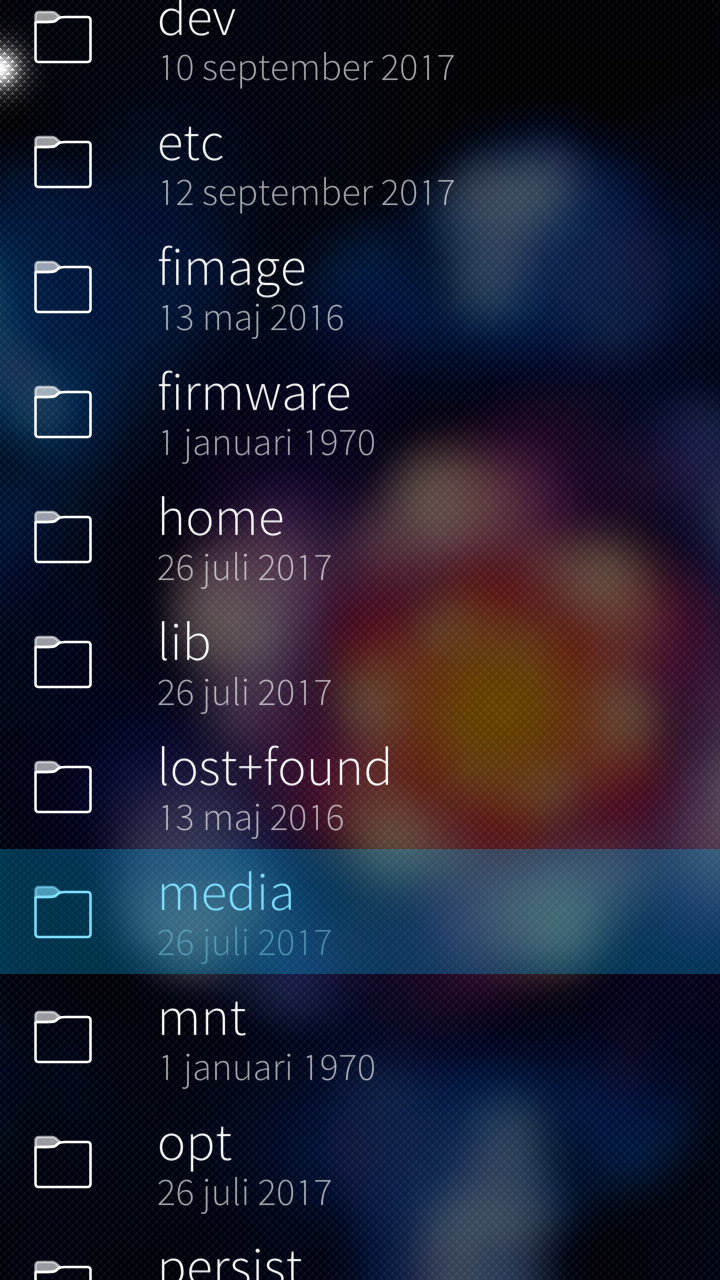 dev
10 september 2017
etc
12 september 2017
fimage
13 maj 2016
firmware
1 januari 1970
home
26 juli 2017
lib
26 juli 2017
lost+found
13 maj 2016
media
26 juli 2017
mnt
1 januari 1970
opt
26 juli 2017
persist